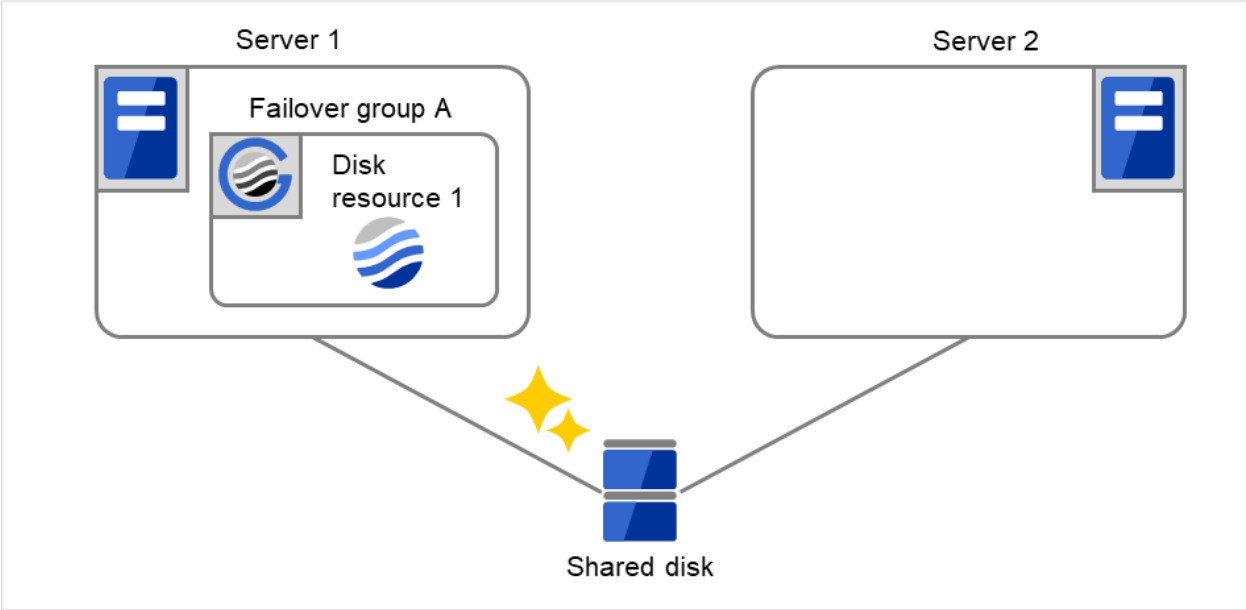 Server 1
Server 2
Failover group A
Disk
resource 1
Shared disk